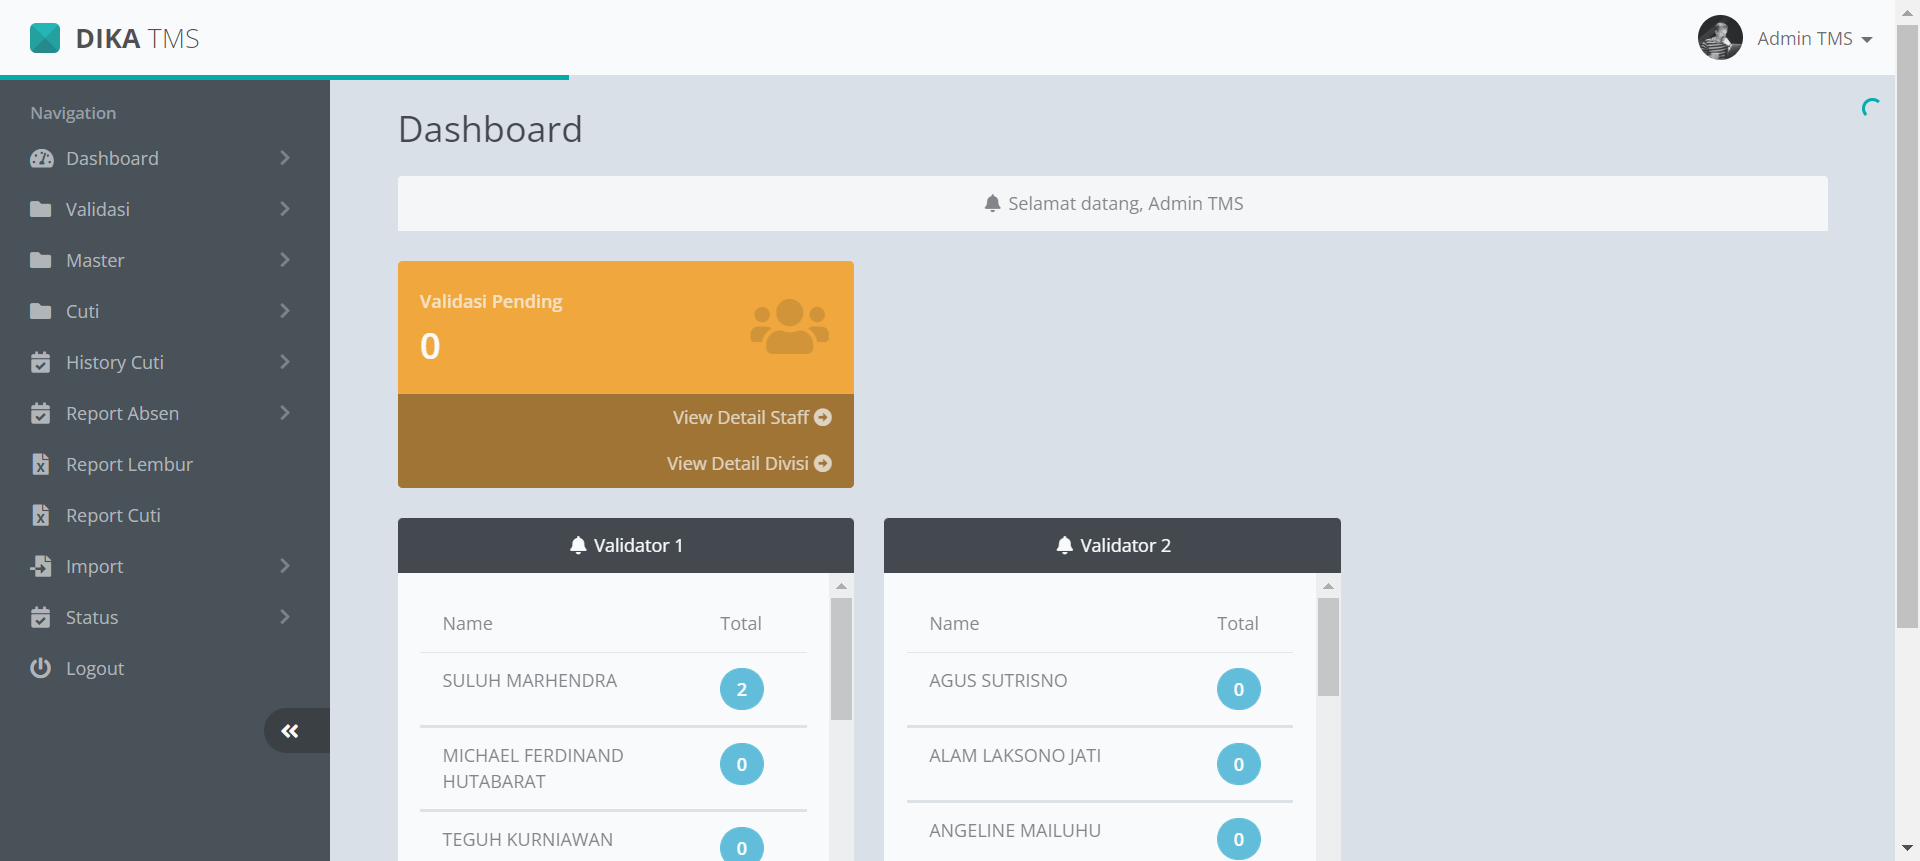 DIKA TMS
Admin TMS
Navigation
Dashboard
Validasi
Master
Cuti
History Cuti
Report Absen
Report Lembur
Report Cuti
Import
Status
Logout
Dashboard
Selamat datang, Admin TMS
Validasi Pending
0
View Detail Staff
View Detail Divisi
Validator 1
Name Total
SULUH MARHENDRA 2
MICHAEL FERDINAND
HUTABARAT 0
TEGUH KURNIAWAN 0
Validator 2
Name Total
AGUS SUTRISNO 0
ALAM LAKSONO JATI 0
ANGELINE MAILUHU 0